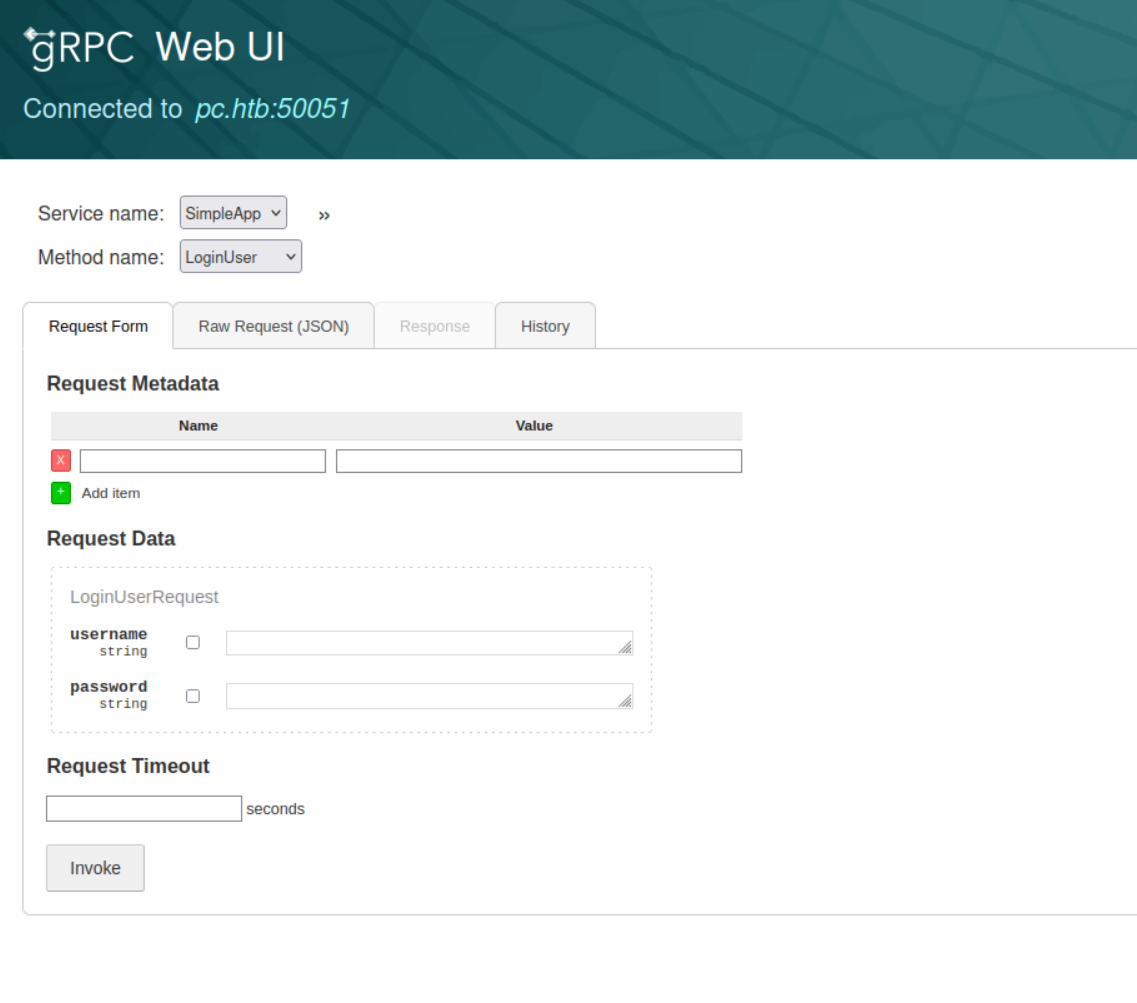 gRPC Web UI
Connected to pc.htb:50051
Service name: SimpleApp »
Method name: LoginUser
Request Form Raw Request (JSON) Response History
Request Metadata
Name Value
X
+ Add item
Request Data
LoginUserRequest
username
string
password
string
Request Timeout
seconds
Invoke